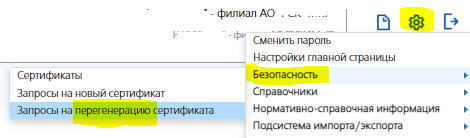 " - филиал АО
Сменить пароль
Настройки главной страницы
Безопасность
Справочники
Нормативно-справочная информация
Подсистема импорта/экспорта
Сертификаты
Запросы на новый сертификат
Запросы на перегенерацию сертификата